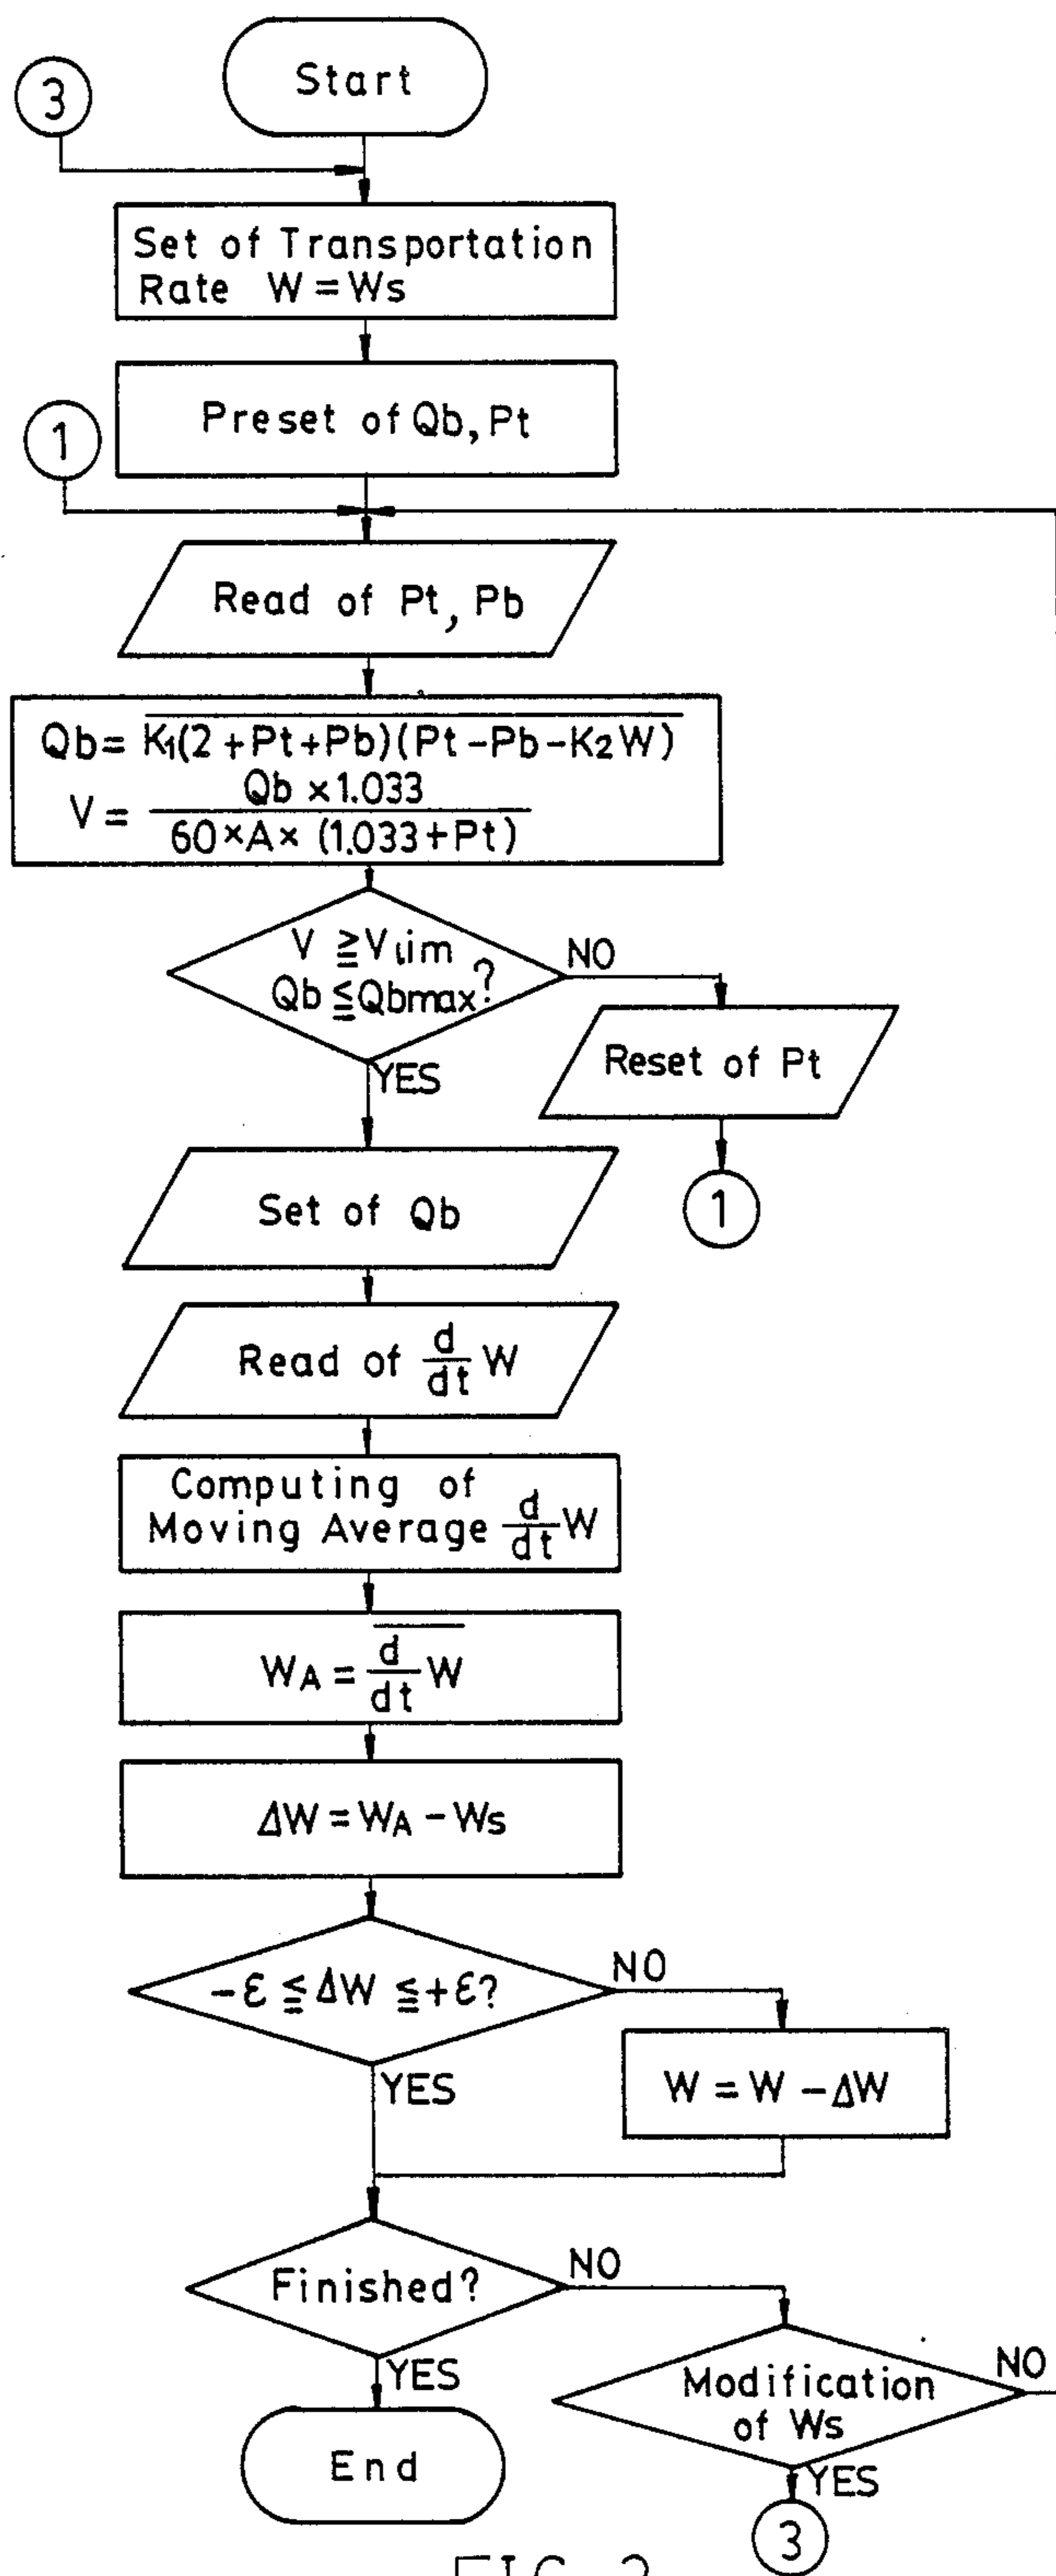 Start
3
Set of Transportation
Rate W = Ws
Preset of Qb, Pt
1
Read of Pt, Pb
Qb = K₁(2 + Pt + Pb)(Pt - Pb - K₂W)
V = Qb × 1.033 / 60 × A × (1.033 + Pt)
V ≧ Vlim
Qb ≦ Qbmax?
NO
YES
Reset of Pt
1
Set of Qb
Read of d/dt W
Computing of
Moving Average d/dt W
WA = d/dt W
ΔW = WA - Ws
-ε ≦ ΔW ≦ +ε?
NO
YES
W = W - ΔW
Finished?
NO
YES
Modification
of Ws
NO
YES
End
3
FIG. 2